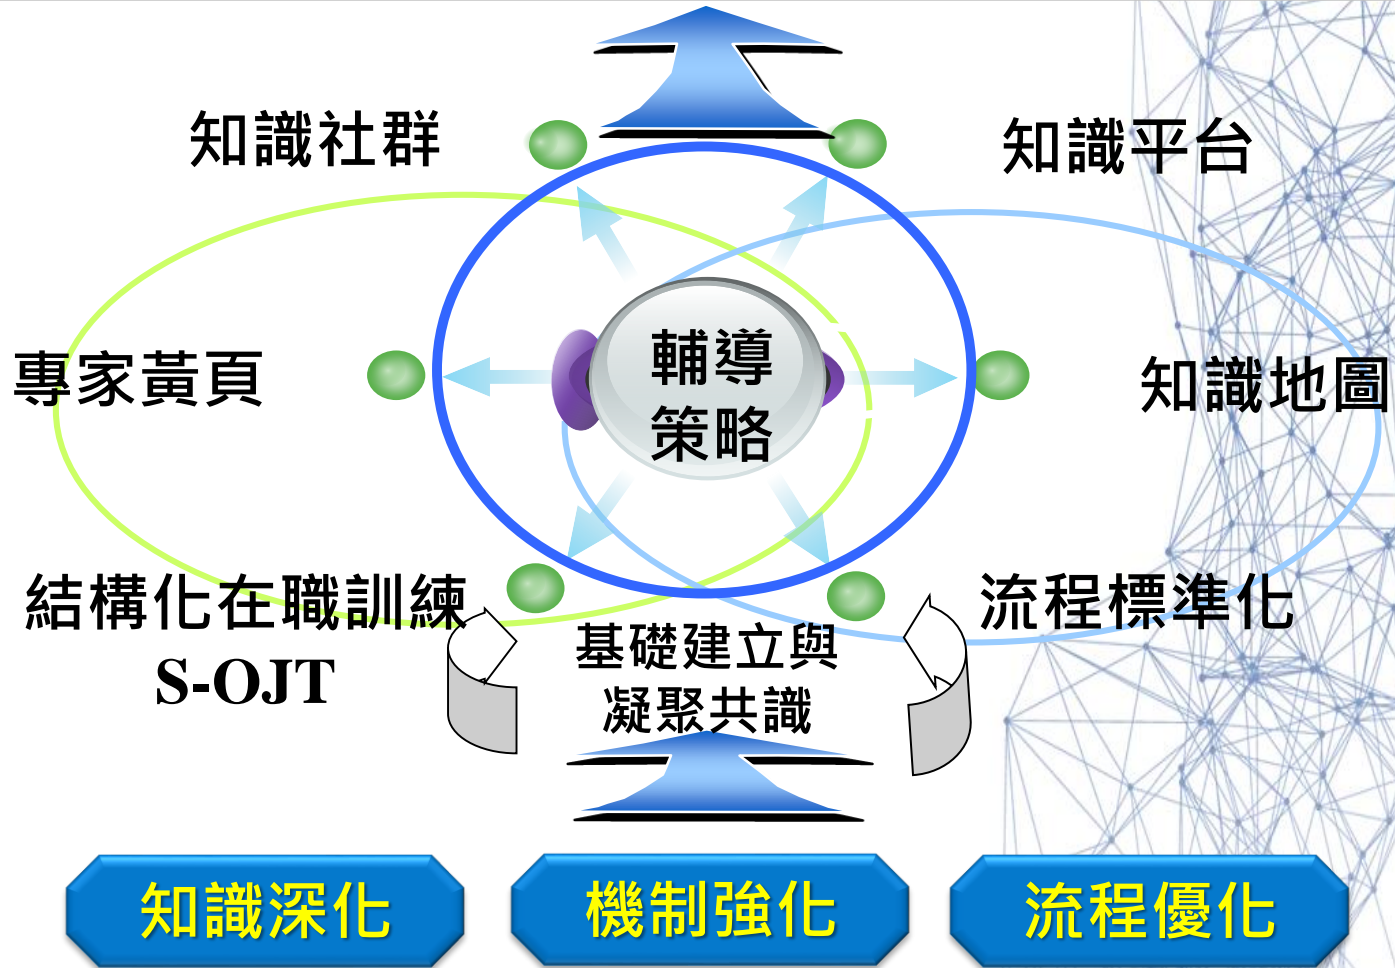 知識社群
知識平台
專家黃頁
輔導
策略
知識地圖
結構化在職訓練
S-OJT
流程標準化
基礎建立與
凝聚共識
知識深化
機制強化
流程優化